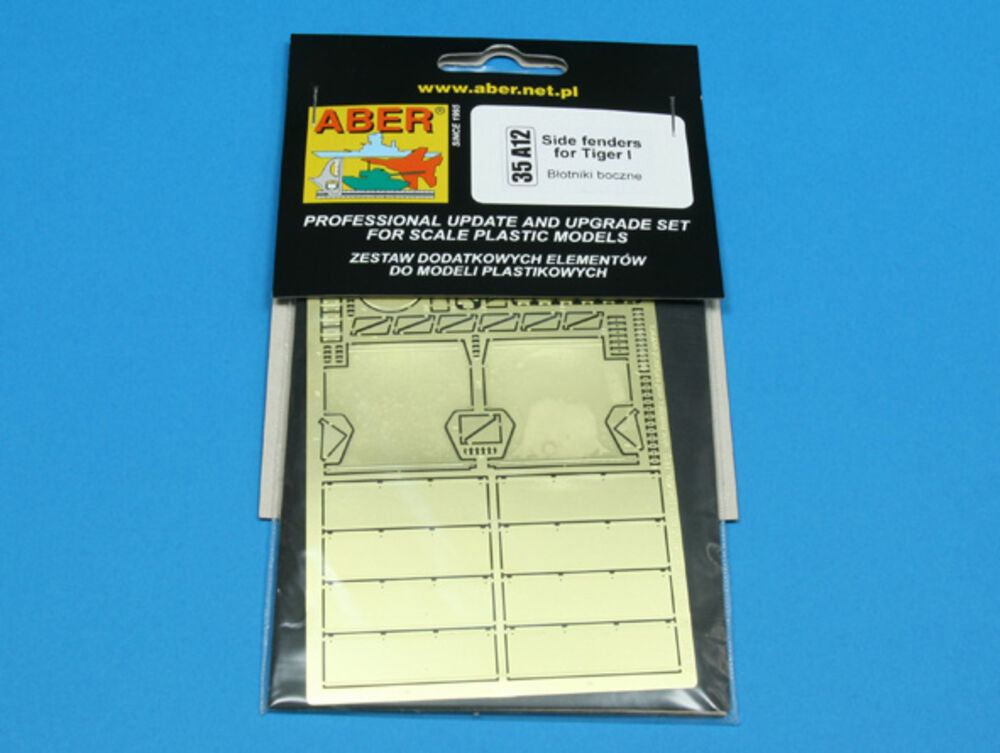 www.aber.net.pl
ABER®
SINCE 1995
35 A12
Side fenders
for Tiger I
Błotniki boczne
PROFESSIONAL UPDATE AND UPGRADE SET
FOR SCALE PLASTIC MODELS
ZESTAW DODATKOWYCH ELEMENTÓW
DO MODELI PLASTIKOWYCH